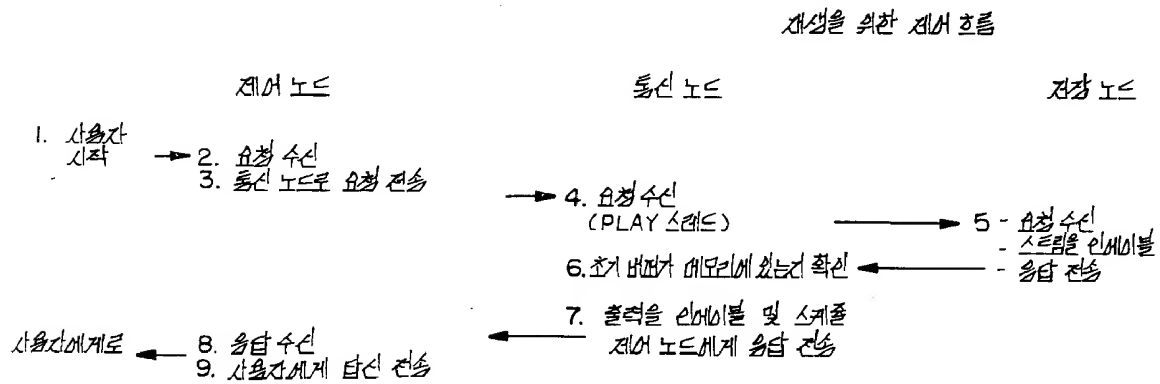 재생을 위한 제어 흐름
제어 노드 통신 노드 저장 노드
1. 사용자
시작
2. 요청 수신
3. 통신 노드로 요청 전송
4. 요청 수신
(PLAY 스레드)
5 - 요청 수신
- 스트림을 인에이블
- 응답 전송
6. 초기 버퍼가 메모리에 있는지 확인
7. 출력을 인에이블 및 스케쥴
제어 노드에게 응답 전송
사용자에게로
8. 응답 수신
9. 사용자에게 답신 전송